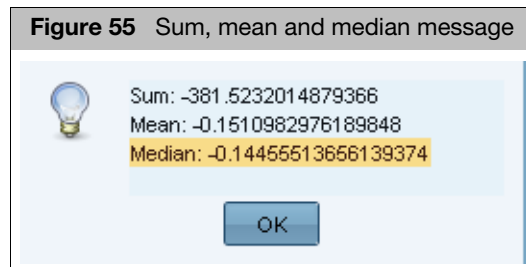 Figure 55 Sum, mean and median message
Sum: -381.5232014879366
Mean: -0.1510982976189848
Median: -0.14455513656139374
OK